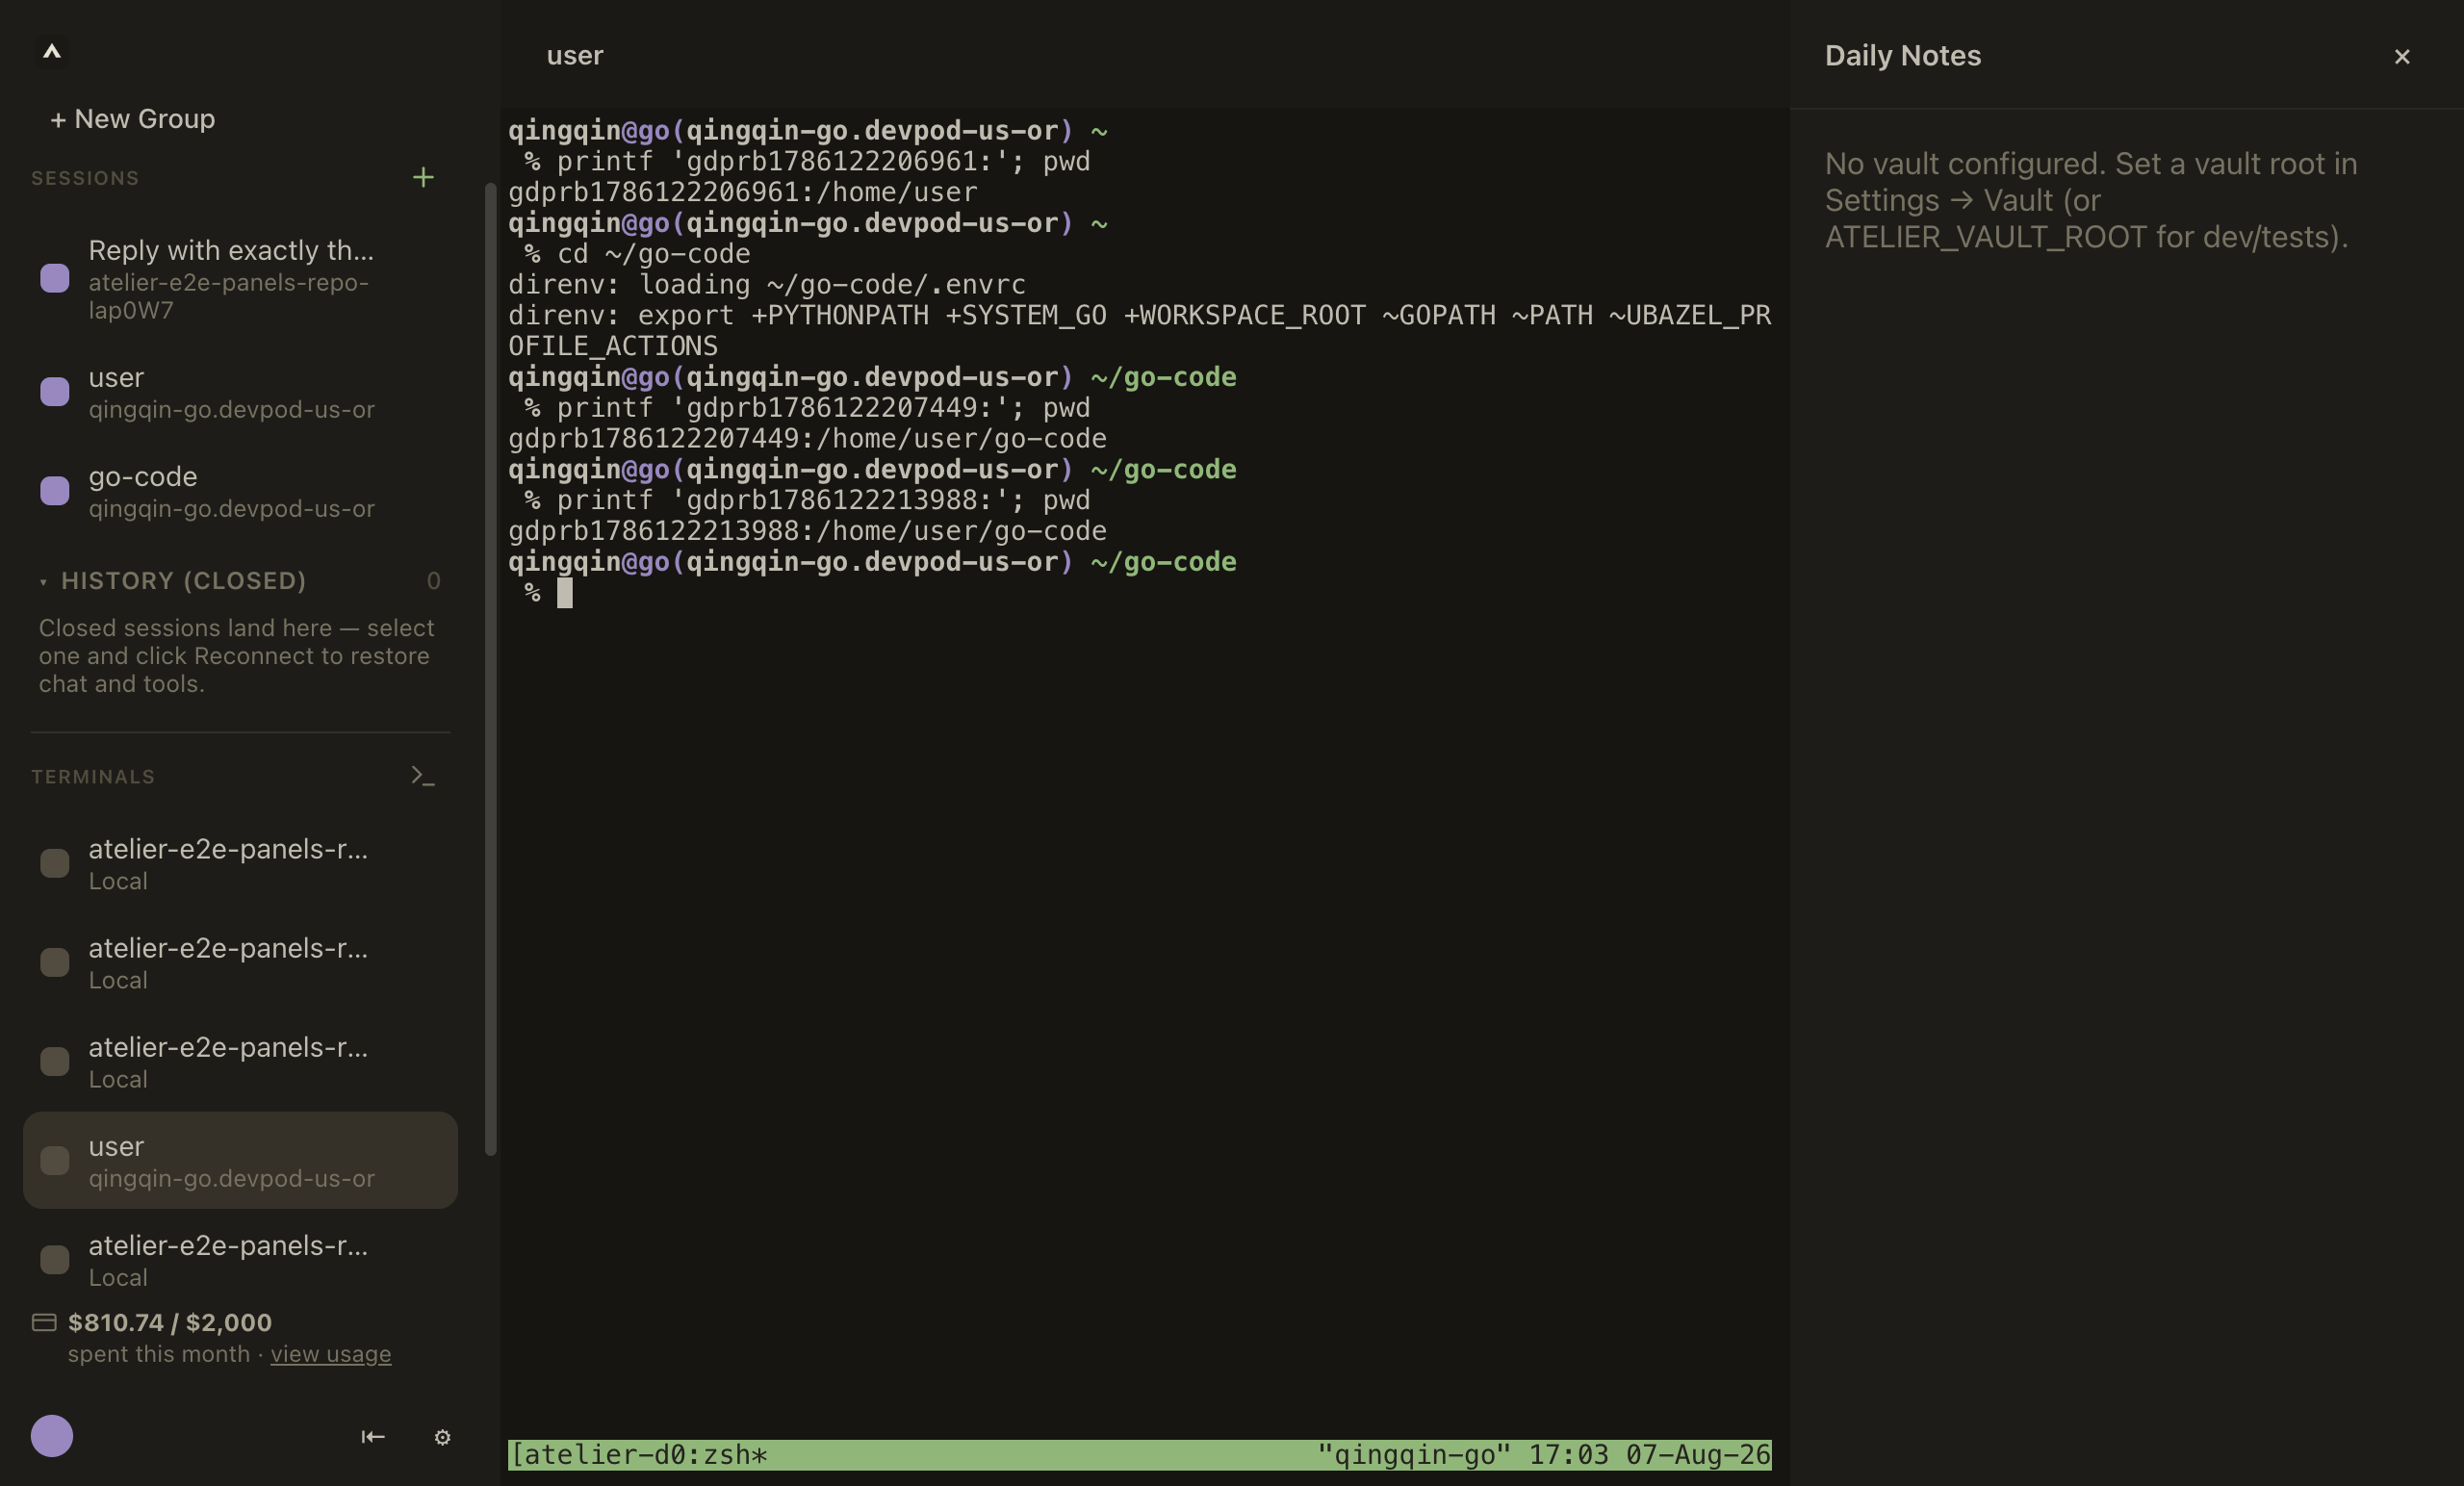 + New Group
SESSIONS
+
Reply with exactly th...
atelier-e2e-panels-repo-
lap0W7
user
qingqin-go.devpod-us-or
go-code
qingqin-go.devpod-us-or
▾ HISTORY (CLOSED) 0
Closed sessions land here — select
one and click Reconnect to restore
chat and tools.
TERMINALS
atelier-e2e-panels-r...
Local
atelier-e2e-panels-r...
Local
atelier-e2e-panels-r...
Local
user
qingqin-go.devpod-us-or
atelier-e2e-panels-r...
Local
$810.74 / $2,000
spent this month · view usage
user
qingqin@go(qingqin-go.devpod-us-or) ~
% printf 'gdprb1786122206961:'; pwd
gdprb1786122206961:/home/user
qingqin@go(qingqin-go.devpod-us-or) ~
% cd ~/go-code
direnv: loading ~/go-code/.envrc
direnv: export +PYTHONPATH +SYSTEM_GO +WORKSPACE_ROOT ~GOPATH ~PATH ~UBAZEL_PR
OFILE_ACTIONS
qingqin@go(qingqin-go.devpod-us-or) ~/go-code
% printf 'gdprb1786122207449:'; pwd
gdprb1786122207449:/home/user/go-code
qingqin@go(qingqin-go.devpod-us-or) ~/go-code
% printf 'gdprb1786122213988:'; pwd
gdprb1786122213988:/home/user/go-code
qingqin@go(qingqin-go.devpod-us-or) ~/go-code
%
[atelier-d0:zsh* "qingqin-go" 17:03 07-Aug-26
Daily Notes
No vault configured. Set a vault root in
Settings → Vault (or
ATELIER_VAULT_ROOT for dev/tests).